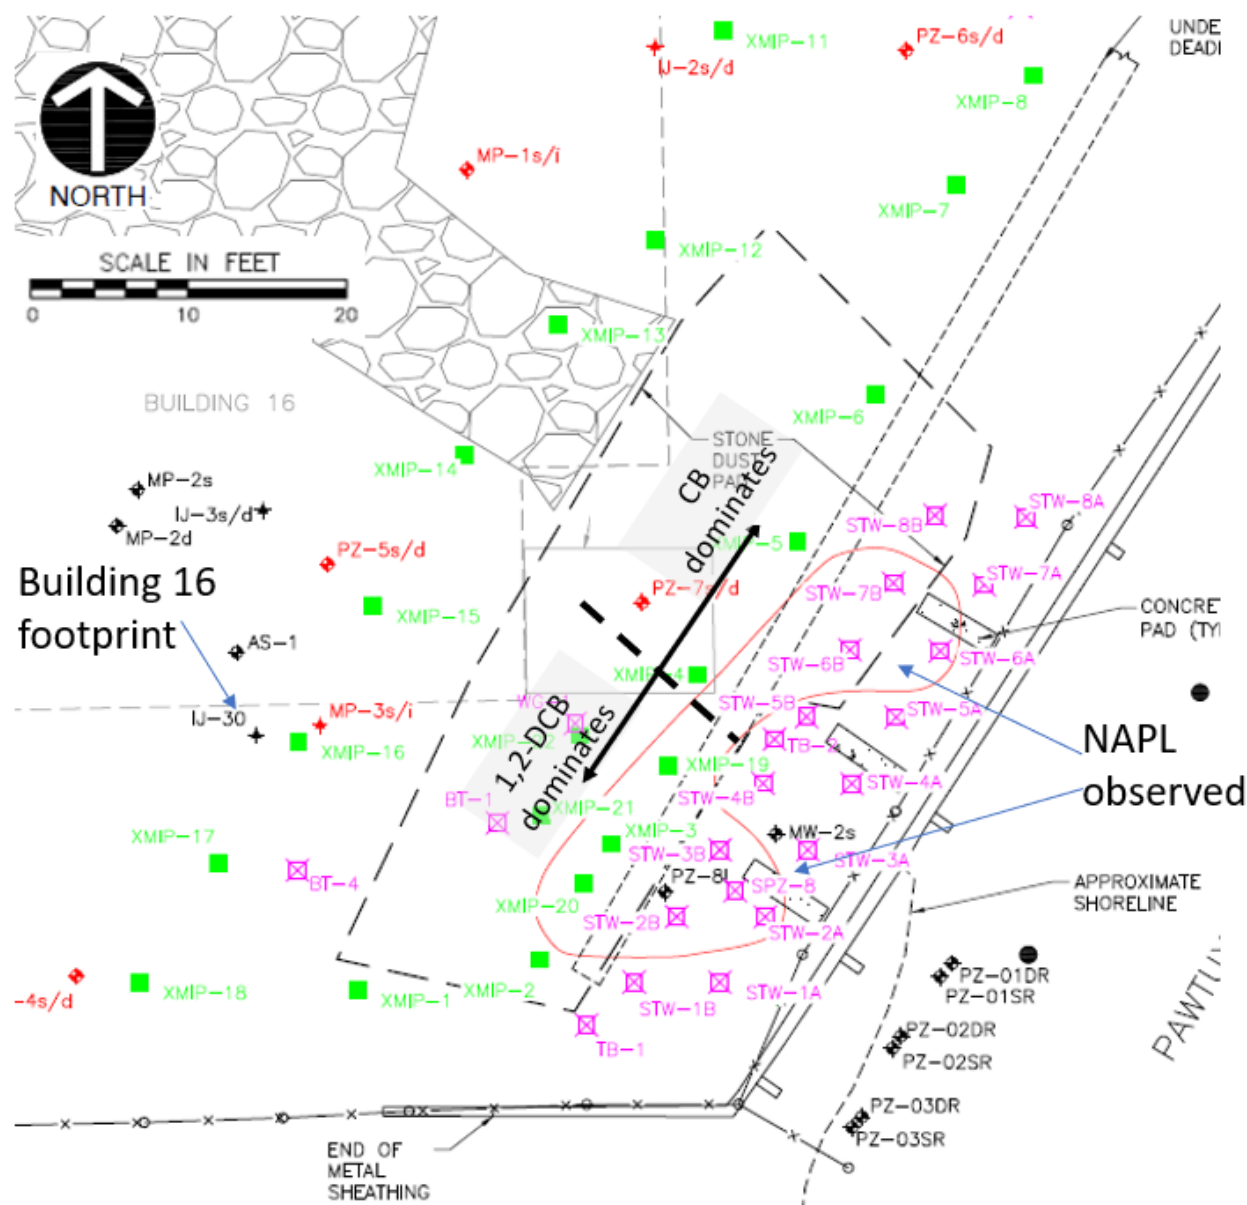 UNDE
DEADI
XMIP-11
PZ-6s/d
IJ-2s/d
XMIP-8
NORTH
MP-1s/i
XMIP-7
SCALE IN FEET
0
10
20
XMIP-12
XMIP-13
BUILDING 16
XMIP-6
STONE
DUST
PA
CB
dominates
XMIP-14
MP-2s
IJ-3s/d
MP-2d
STW-8A
STW-8B
XMIP-5
PZ-5s/d
Building 16
footprint
STW-7A
STW-7B
PZ-7s/d
XMIP-15
CONCRE
PAD (TYI
AS-1
STW-6B
STW-6A
XMIP-4
WG-1
STW-5B
STW-5A
IJ-30
MP-3s/i
XMIP-16
TB-2
NAPL
observed
1,2-DCB
dominates
XMIP-19
STW-4B
STW-4A
BT-1
XMIP-21
XMIP-17
XMIP-3
MW-2s
STW-3B
STW-3A
BT-4
PZ-8I
SPZ-8
XMIP-20
STW-2B
STW-2A
APPROXIMATE
SHORELINE
-4s/d
XMIP-18
XMIP-1
XMIP-2
STW-1B
STW-1A
PZ-01DR
PZ-01SR
TB-1
PZ-02DR
PZ-02SR
PAWTU
PZ-03DR
PZ-03SR
END OF
METAL
SHEATHING